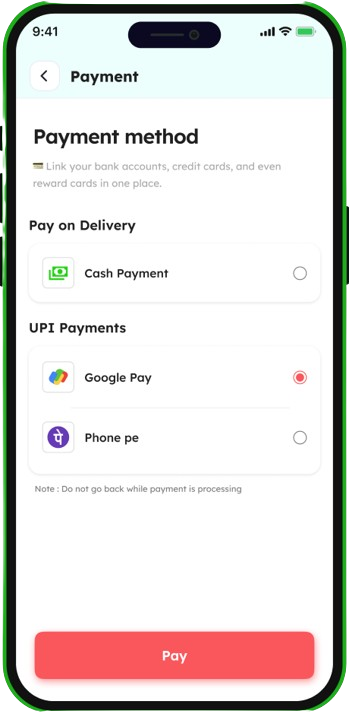 9:41
Payment
Payment method
💳 Link your bank accounts, credit cards, and even
reward cards in one place.
Pay on Delivery
Cash Payment
UPI Payments
Google Pay
पे
Phone pe
Note : Do not go back while payment is processing
Pay